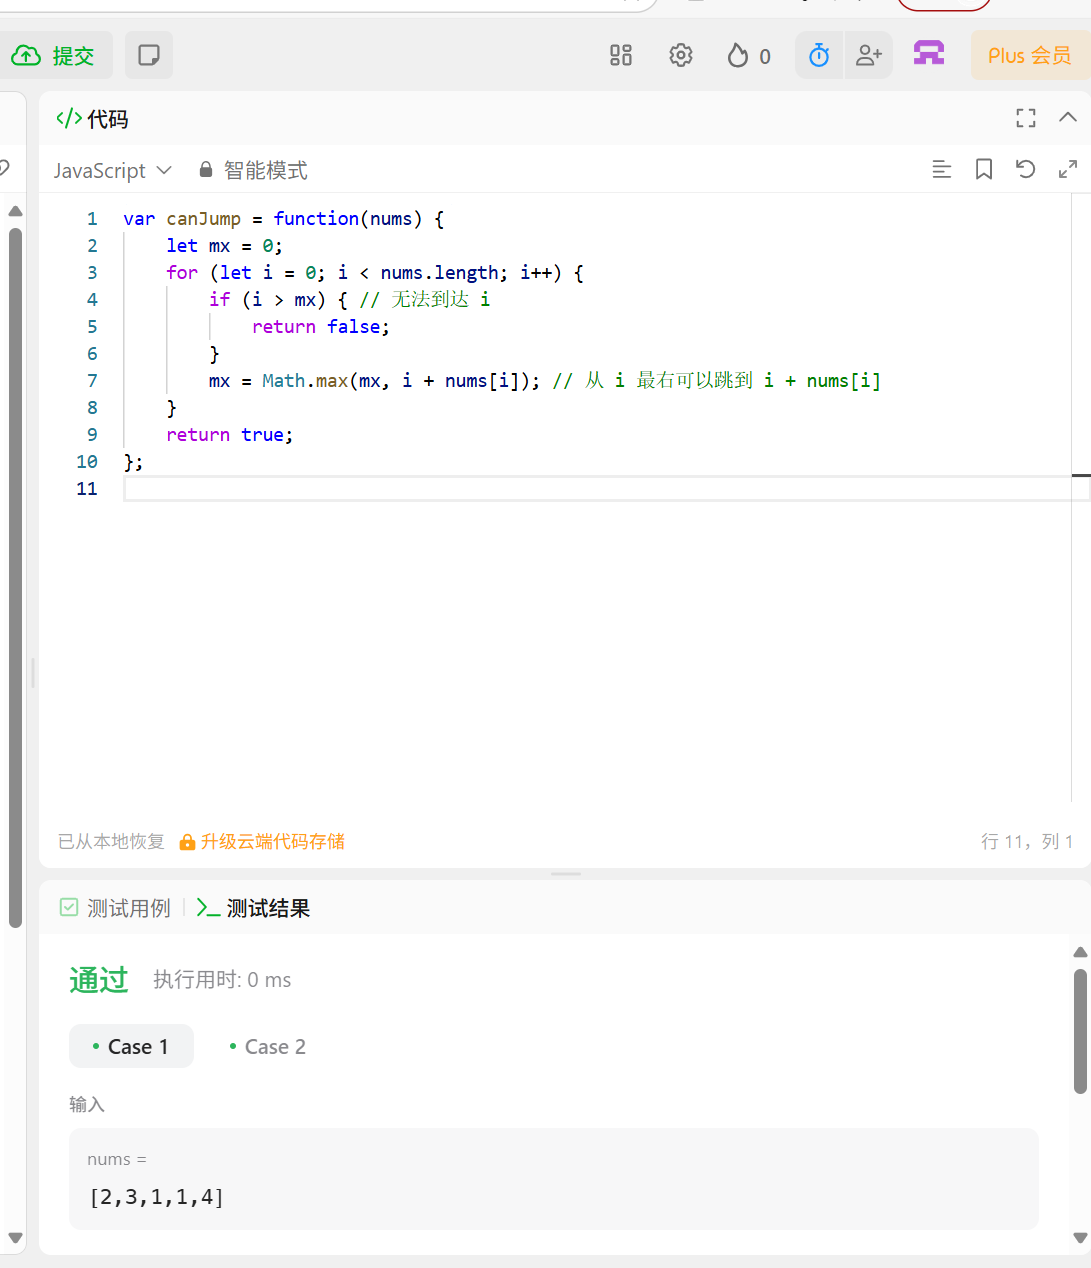 提交
0
Plus 会员
</> 代码
JavaScript 智能模式
1 var canJump = function(nums) {
2 let mx = 0;
3 for (let i = 0; i < nums.length; i++) {
4 if (i > mx) { // 无法到达 i
5 return false;
6 }
7 mx = Math.max(mx, i + nums[i]); // 从 i 最右可以跳到 i + nums[i]
8 }
9 return true;
10 };
11
已从本地恢复 升级云端代码存储 行 11，列 1
测试用例 >_ 测试结果
通过 执行用时: 0 ms
• Case 1 • Case 2
输入
nums =
[2,3,1,1,4]